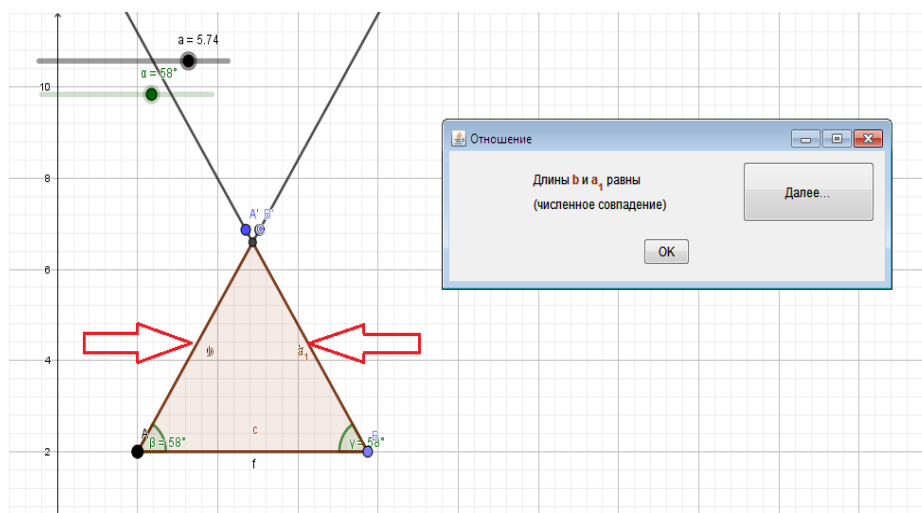 a = 5.74
α = 58°
10
8
6
4
2
A'
C
Отношение
Длины b и a₁ равны
(численное совпадение)
Далее...
OK
b
a₁
c
A
β = 58°
γ = 58°
B
f